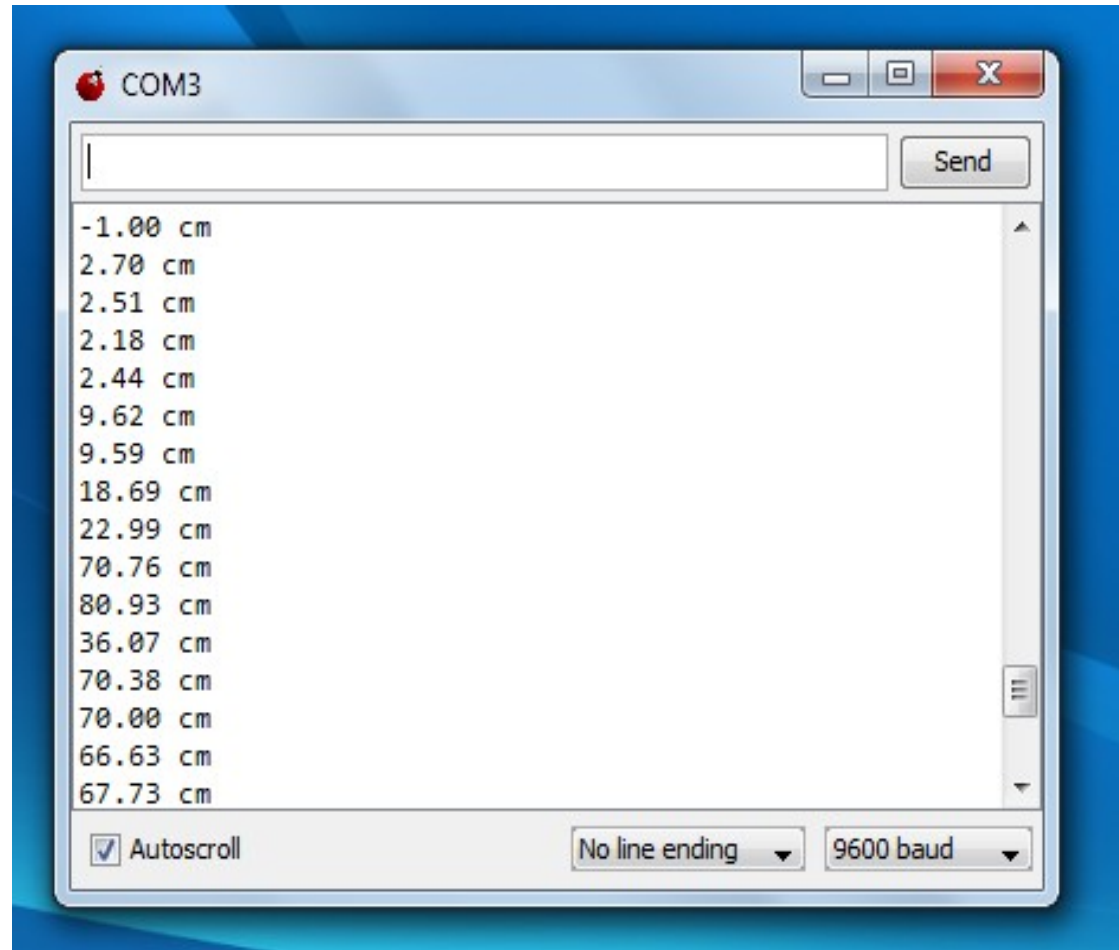 COM3
Send
-1.00 cm
2.70 cm
2.51 cm
2.18 cm
2.44 cm
9.62 cm
9.59 cm
18.69 cm
22.99 cm
70.76 cm
80.93 cm
36.07 cm
70.38 cm
70.00 cm
66.63 cm
67.73 cm
Autoscroll No line ending 9600 baud